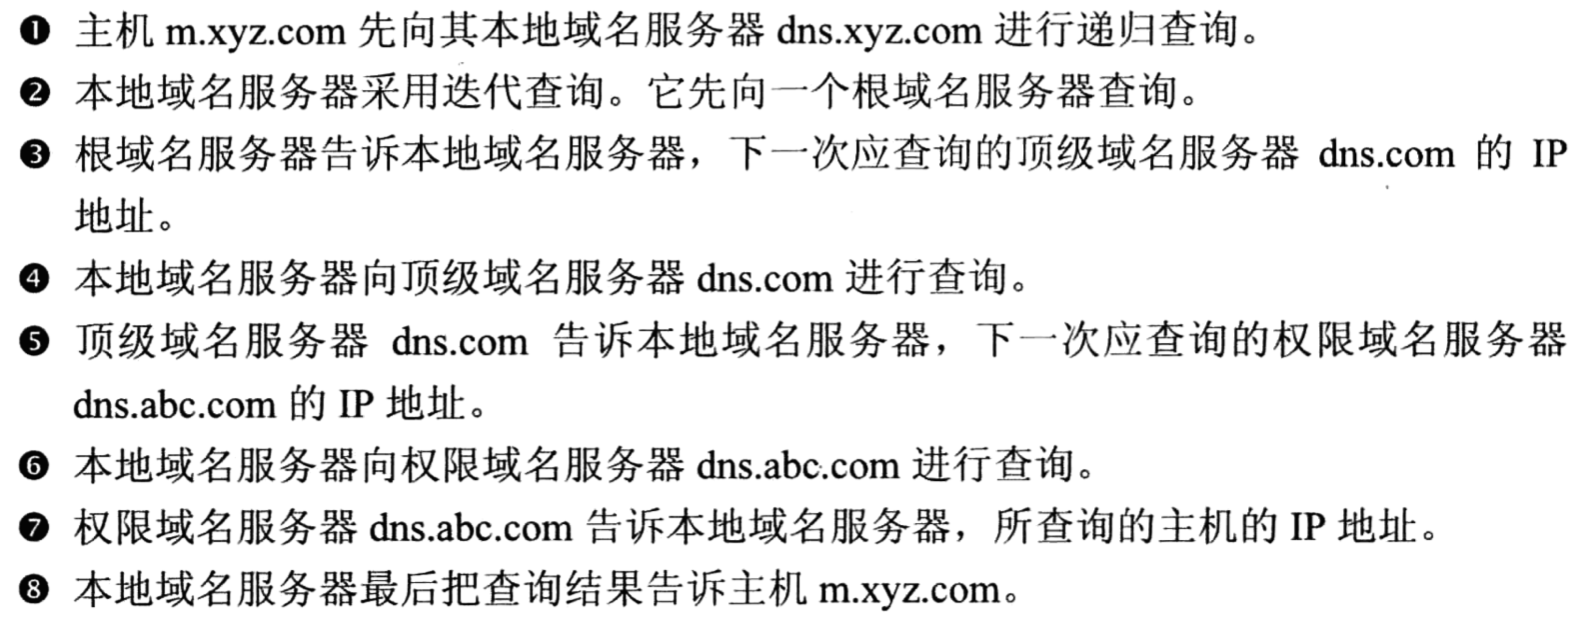 ❶ 主机 m.xyz.com 先向其本地域名服务器 dns.xyz.com 进行递归查询。
❷ 本地域名服务器采用迭代查询。它先向一个根域名服务器查询。
❸ 根域名服务器告诉本地域名服务器，下一次应查询的顶级域名服务器 dns.com 的 IP
地址。
❹ 本地域名服务器向顶级域名服务器 dns.com 进行查询。
❺ 顶级域名服务器 dns.com 告诉本地域名服务器，下一次应查询的权限域名服务器
dns.abc.com 的 IP 地址。
❻ 本地域名服务器向权限域名服务器 dns.abc.com 进行查询。
❼ 权限域名服务器 dns.abc.com 告诉本地域名服务器，所查询的主机的 IP 地址。
❽ 本地域名服务器最后把查询结果告诉主机 m.xyz.com。